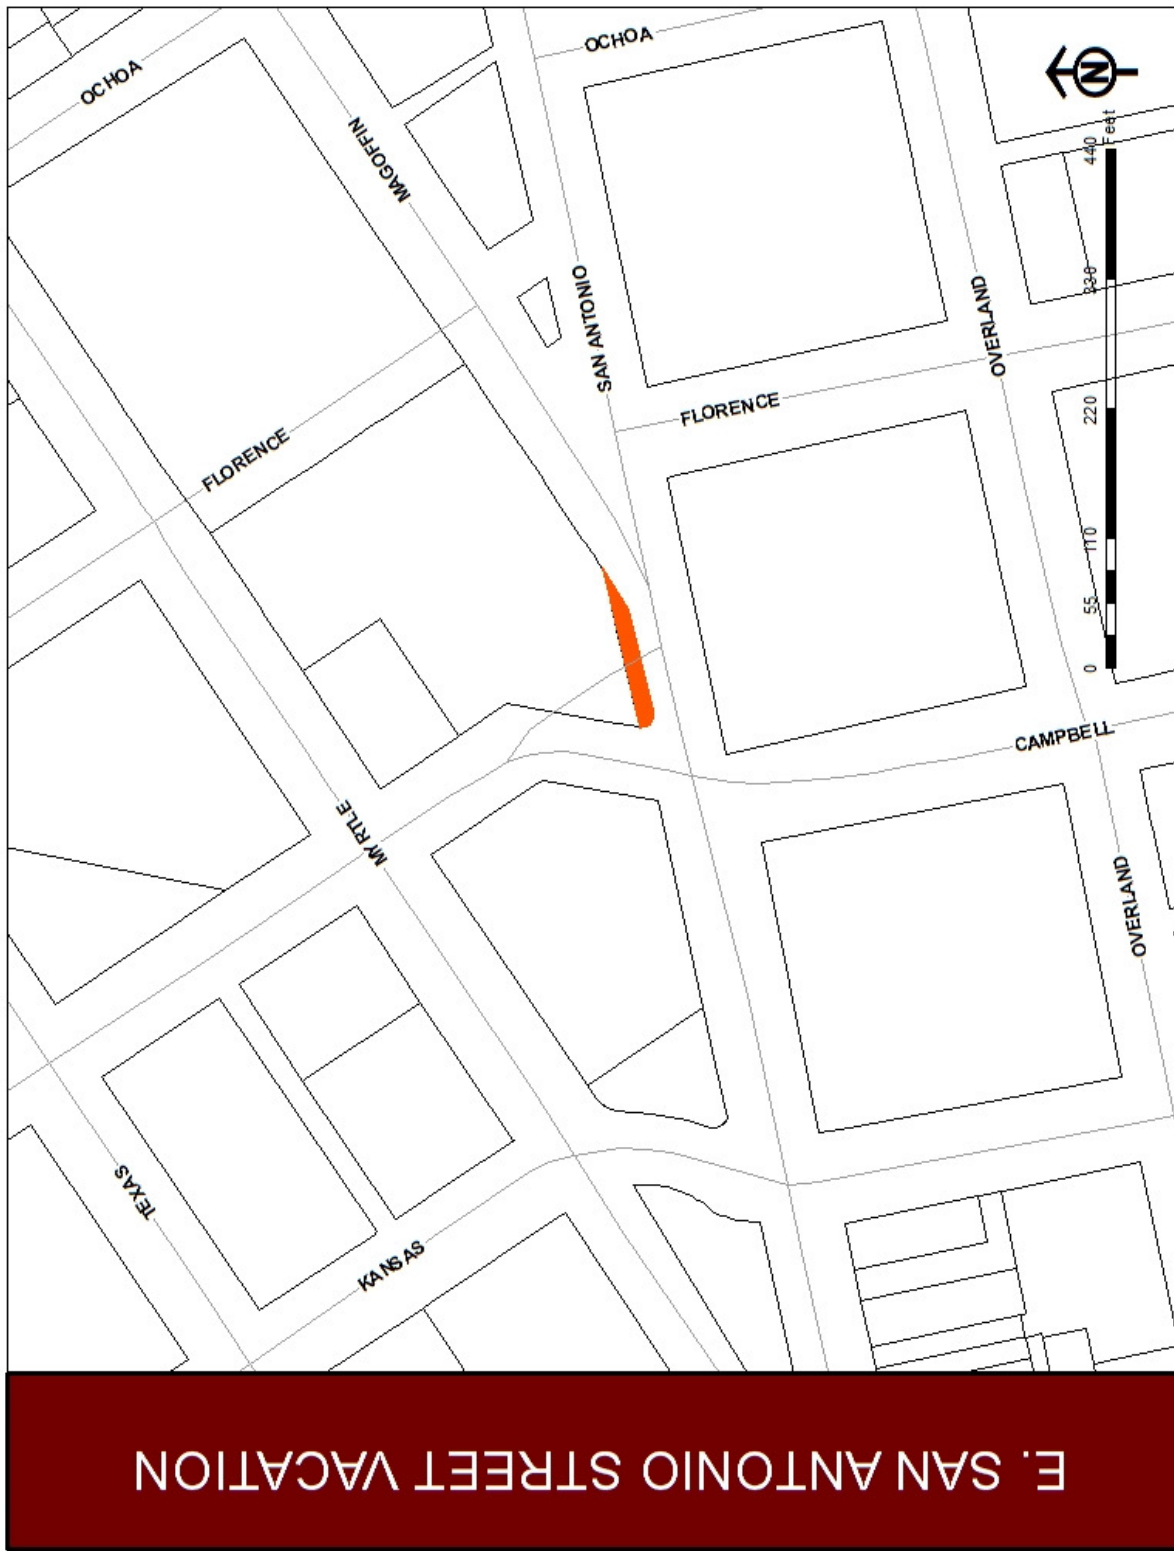 E. SAN ANTONIO STREET VACATION
OCHOA
OCHOA
MAGOFFIN
N
SAN ANTONIO
OVERLAND
FLORENCE
FLORENCE
CAMPBELL
MYRTLE
OVERLAND
TEXAS
KANSAS
0 55 110 220 330 440
Feet